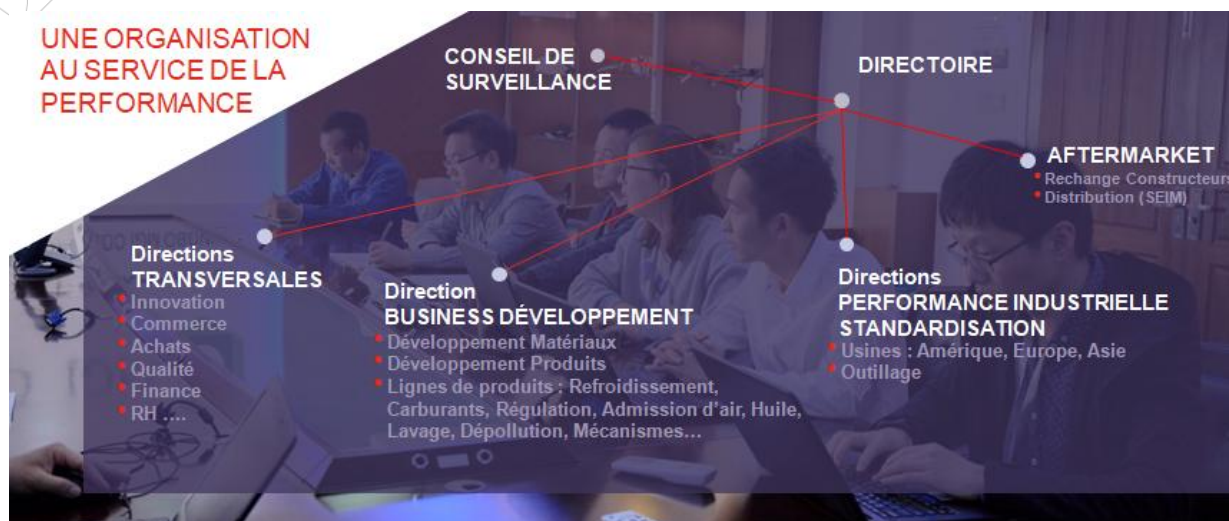 UNE ORGANISATION
AU SERVICE DE LA
PERFORMANCE
CONSEIL DE
SURVEILLANCE
DIRECTOIRE
AFTERMARKET
Rechange Constructeurs
Distribution (SEIM)
Directions
TRANSVERSALES
Innovation
Commerce
Achats
Qualité
Finance
RH ....
Direction
BUSINESS DÉVELOPPEMENT
Développement Matériaux
Développement Produits
Lignes de produits : Refroidissement,
Carburants, Régulation, Admission d'air, Huile,
Lavage, Dépollution, Mécanismes...
Directions
PERFORMANCE INDUSTRIELLE
STANDARDISATION
Usines : Amérique, Europe, Asie
Outillage